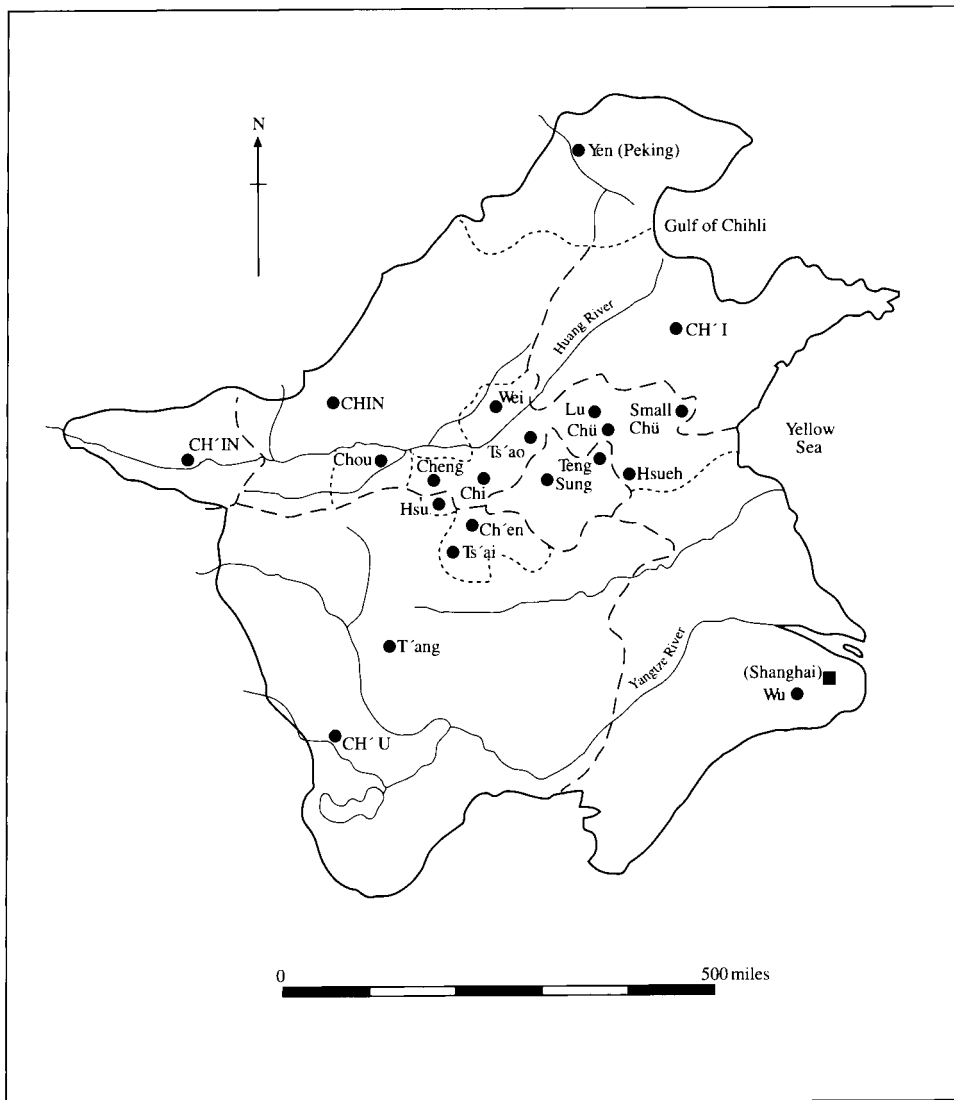 N
Yen (Peking)
Gulf of Chihli
Huang River
CH´ I
CHIN
Wei
Lu
Small
Chü
Chü
Yellow
Sea
CH´IN
Chou
Ts´ao
Cheng
Teng
Hsueh
Chi
Sung
Hsu
Ch´en
Ts´ai
T´ang
Yangtze River
(Shanghai)
Wu
CH´ U
0
500 miles